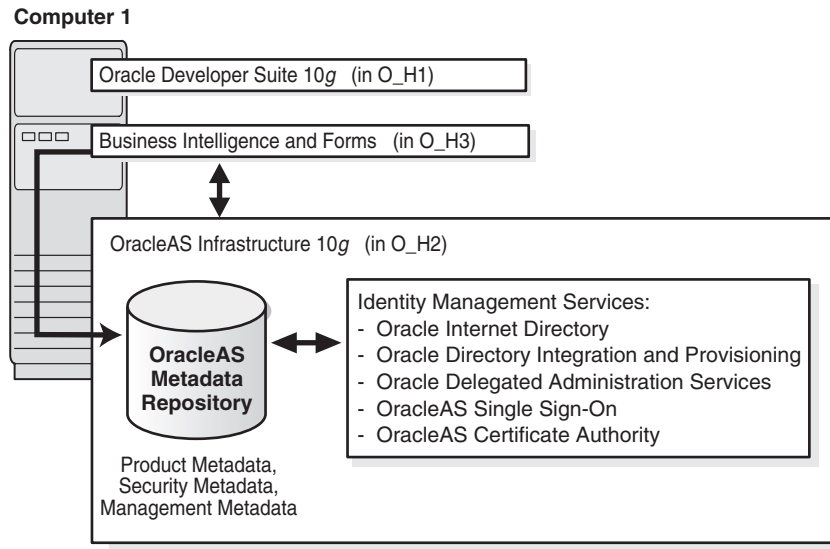 Computer 1
Oracle Developer Suite 10g (in O_H1)
Business Intelligence and Forms (in O_H3)
OracleAS Infrastructure 10g (in O_H2)
OracleAS
Metadata
Repository
Product Metadata,
Security Metadata,
Management Metadata
Identity Management Services:
- Oracle Internet Directory
- Oracle Directory Integration and Provisioning
- Oracle Delegated Administration Services
- OracleAS Single Sign-On
- OracleAS Certificate Authority